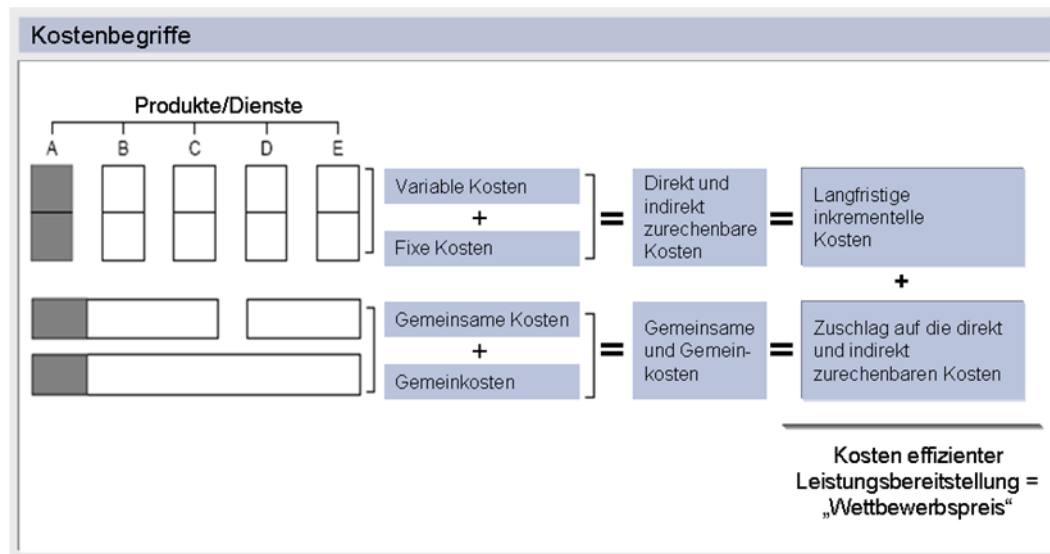 Kostenbegriffe
Produkte/Dienste
A B C D E
Variable Kosten
+
Fixe Kosten
=
Direkt und
indirekt
zurechenbare
Kosten
=
Langfristige
inkrementelle
Kosten
+
Gemeinsame Kosten
+
Gemeinkosten
=
Gemeinsame
und Gemein-
kosten
=
Zuschlag auf die direkt
und indirekt
zurechenbaren Kosten
Kosten effizienter
Leistungsbereitstellung =
„Wettbewerbspreis“